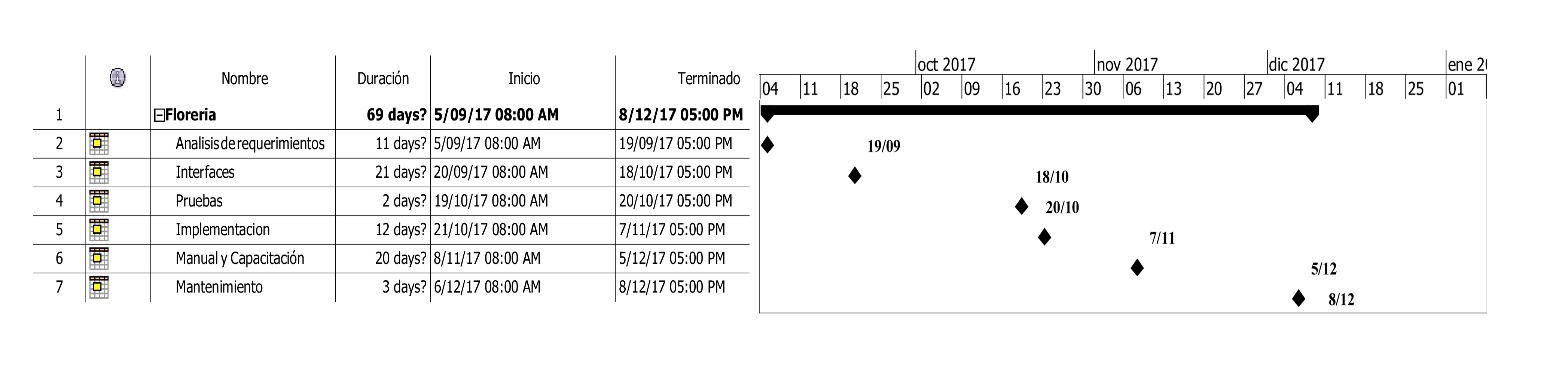 oct 2017 nov 2017 dic 2017 ene 20
Nombre Duración Inicio Terminado 04 11 18 25 02 09 16 23 30 06 13 20 27 04 11 18 25 01
1 Floreria 69 days? 5/09/17 08:00 AM 8/12/17 05:00 PM
2 Analisis de requerimientos 11 days? 5/09/17 08:00 AM 19/09/17 05:00 PM 19/09
3 Interfaces 21 days? 20/09/17 08:00 AM 18/10/17 05:00 PM 18/10
4 Pruebas 2 days? 19/10/17 08:00 AM 20/10/17 05:00 PM 20/10
5 Implementacion 12 days? 21/10/17 08:00 AM 7/11/17 05:00 PM 7/11
6 Manual y Capacitación 20 days? 8/11/17 08:00 AM 5/12/17 05:00 PM 5/12
7 Mantenimiento 3 days? 6/12/17 08:00 AM 8/12/17 05:00 PM 8/12